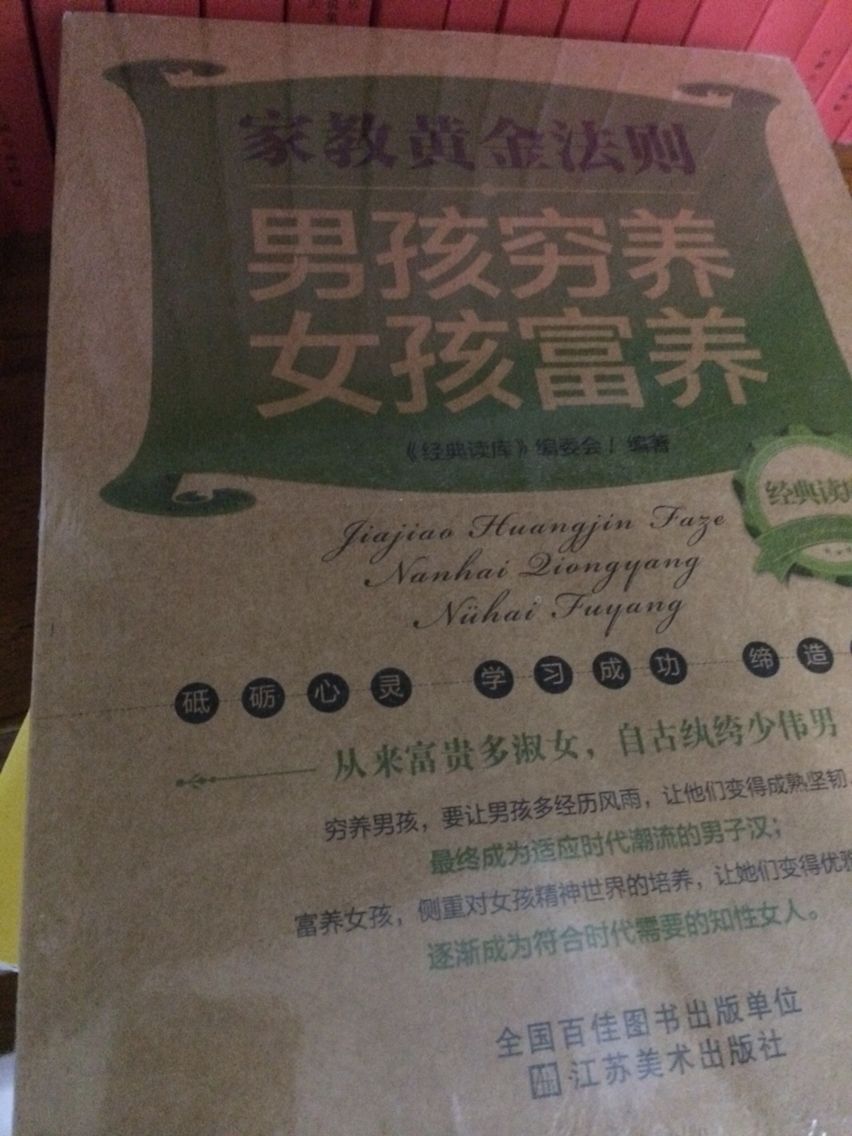 家教黄金法则
男孩穷养
女孩富养
《经典读库》编委会/编著
经典读
Jiajiao Huangjin Faze
Nanhai Qiongyang
Nühai Fuyang
砥砺心灵 学习成功 缔造
从来富贵多淑女，自古纨绔少伟男
穷养男孩，要让男孩多经历风雨，让他们变得成熟坚韧，
最终成为适应时代潮流的男子汉；
富养女孩，侧重对女孩精神世界的培养，让她们变得优雅
逐渐成为符合时代需要的知性女人。
全国百佳图书出版单位
江苏美术出版社